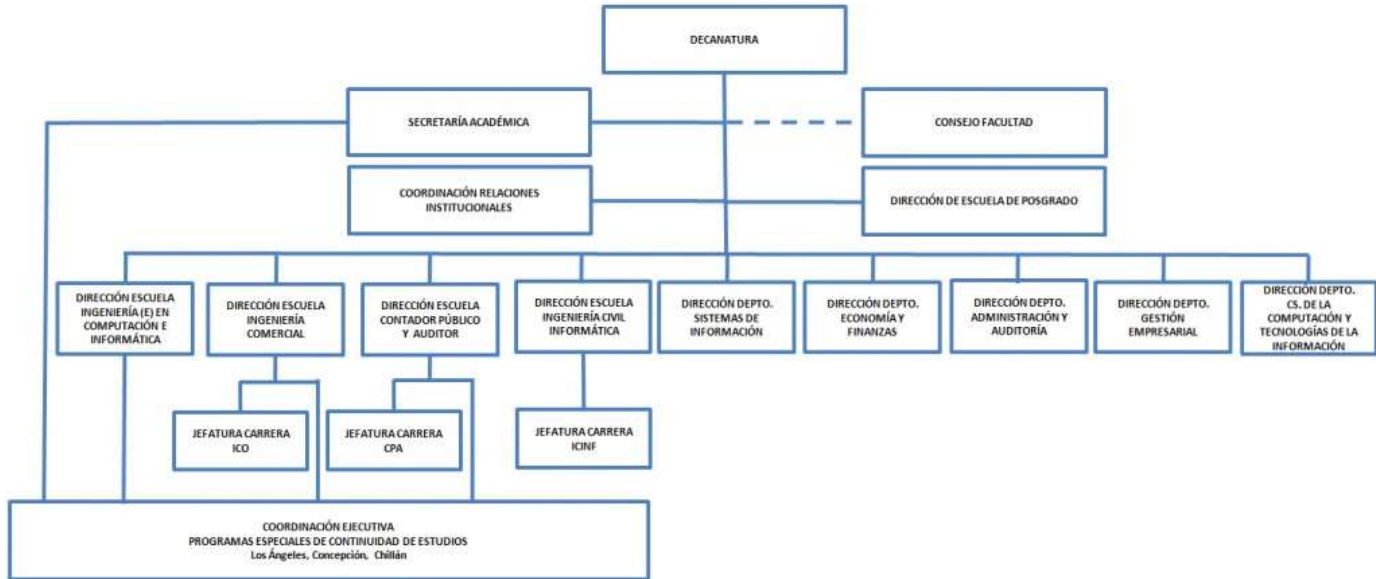 DECANATURA
SECRETARÍA ACADÉMICA
CONSEJO FACULTAD
COORDINACIÓN RELACIONES
INSTITUCIONALES
DIRECCIÓN DE ESCUELA DE POSGRADO
DIRECCIÓN ESCUELA
INGENIERÍA (E) EN
COMPUTACIÓN E
INFORMÁTICA
DIRECCIÓN ESCUELA
INGENIERÍA
COMERCIAL
DIRECCIÓN ESCUELA
CONTADOR PÚBLICO
Y AUDITOR
DIRECCIÓN ESCUELA
INGENIERÍA CIVIL
INFORMÁTICA
DIRECCIÓN DEPTO.
SISTEMAS DE
INFORMACIÓN
DIRECCIÓN DEPTO.
ECONOMÍA Y
FINANZAS
DIRECCIÓN DEPTO.
ADMINISTRACIÓN Y
AUDITORÍA
DIRECCIÓN DEPTO.
GESTIÓN
EMPRESARIAL
DIRECCIÓN DEPTO.
CS. DE LA
COMPUTACIÓN Y
TECNOLOGÍAS DE LA
INFORMACIÓN
JEFATURA CARRERA
ICO
JEFATURA CARRERA
CPA
JEFATURA CARRERA
ICINF
COORDINACIÓN EJECUTIVA
PROGRAMAS ESPECIALES DE CONTINUIDAD DE ESTUDIOS
Los Ángeles, Concepción, Chillán